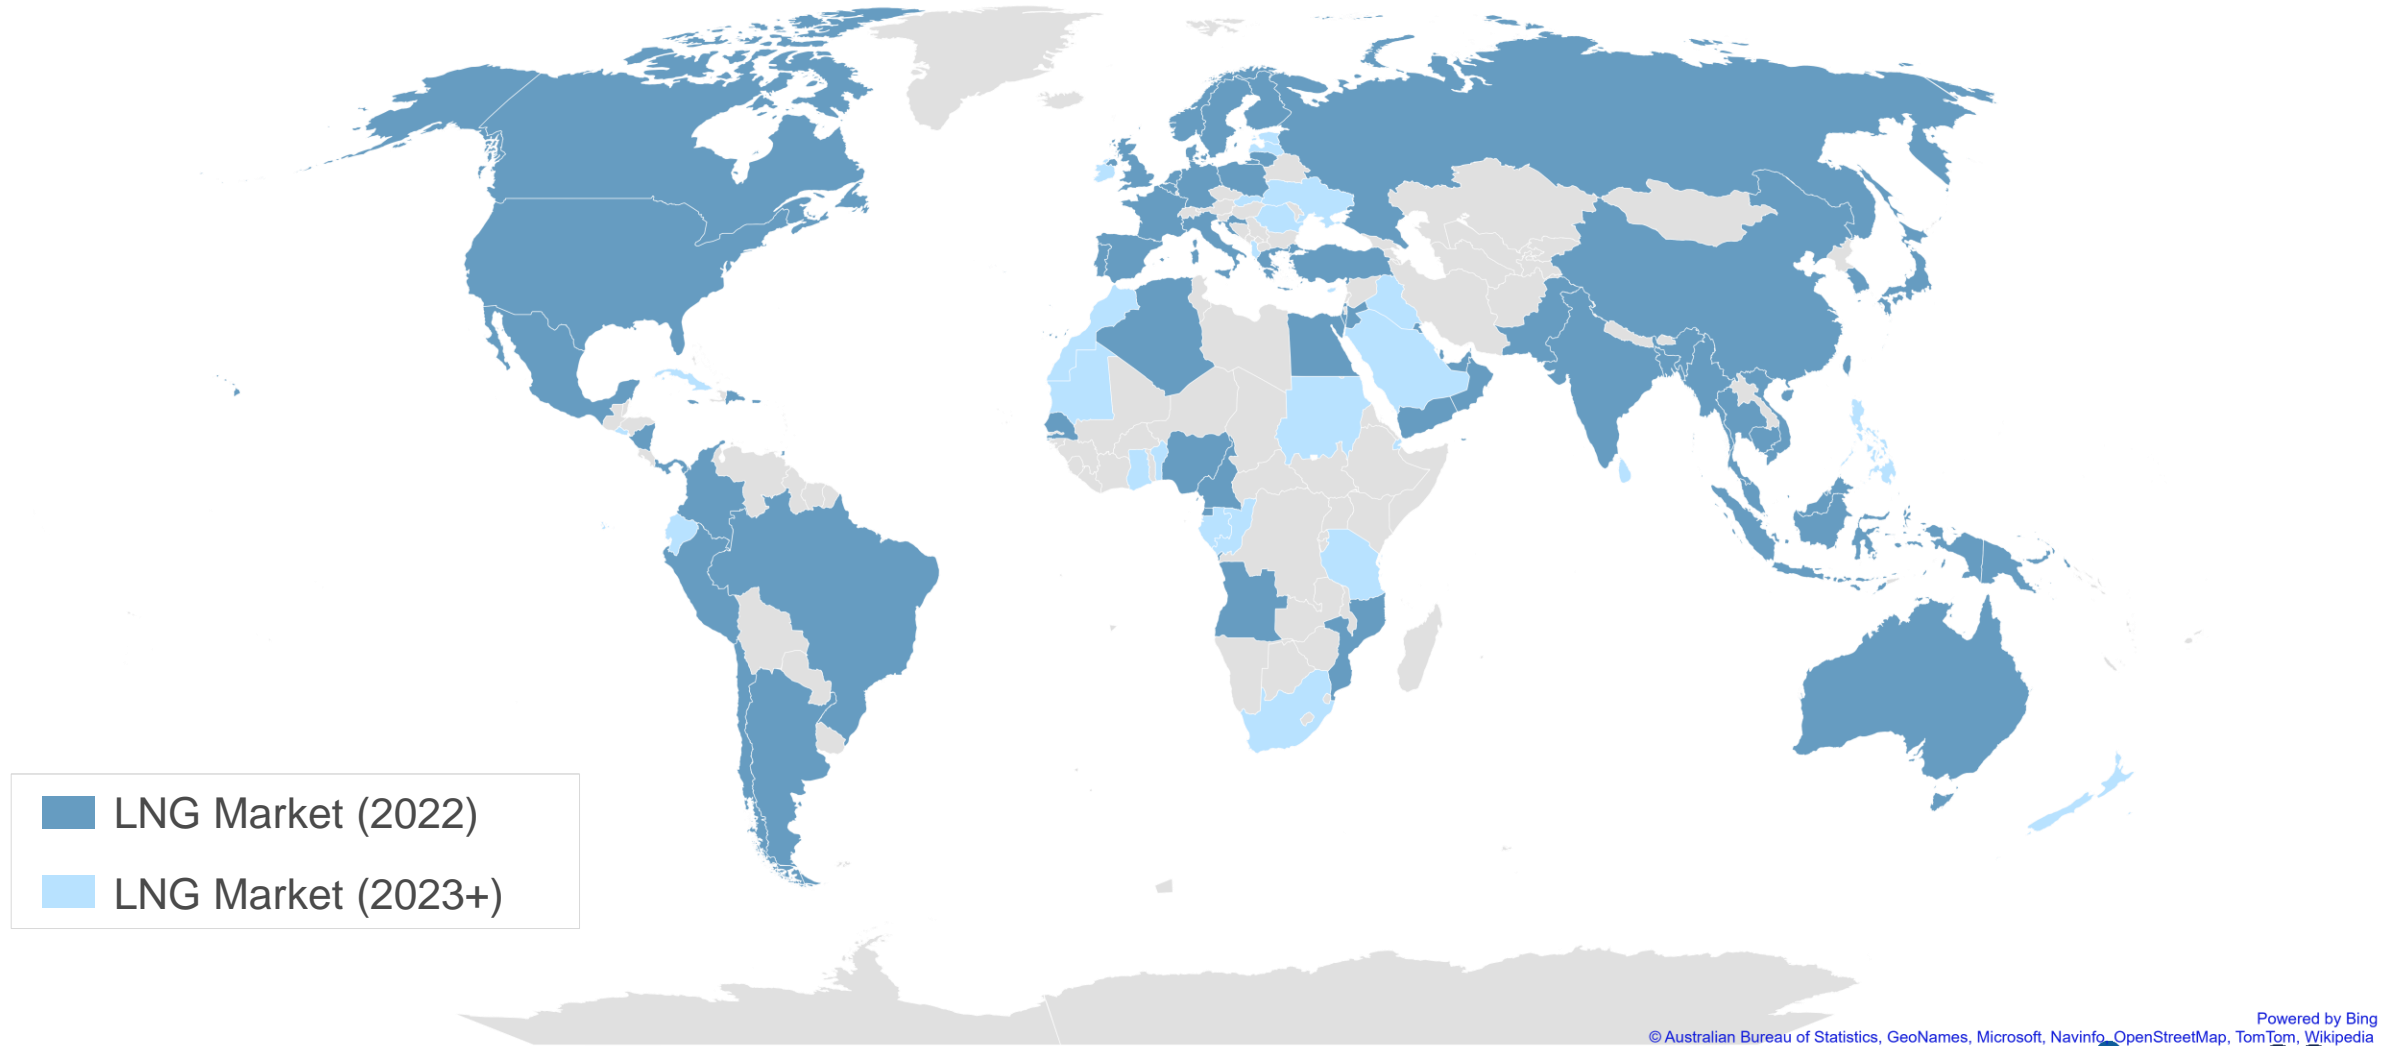 LNG Market (2022)
LNG Market (2023+)
Powered by Bing
© Australian Bureau of Statistics, GeoNames, Microsoft, Navinfo, OpenStreetMap, TomTom, Wikipedia